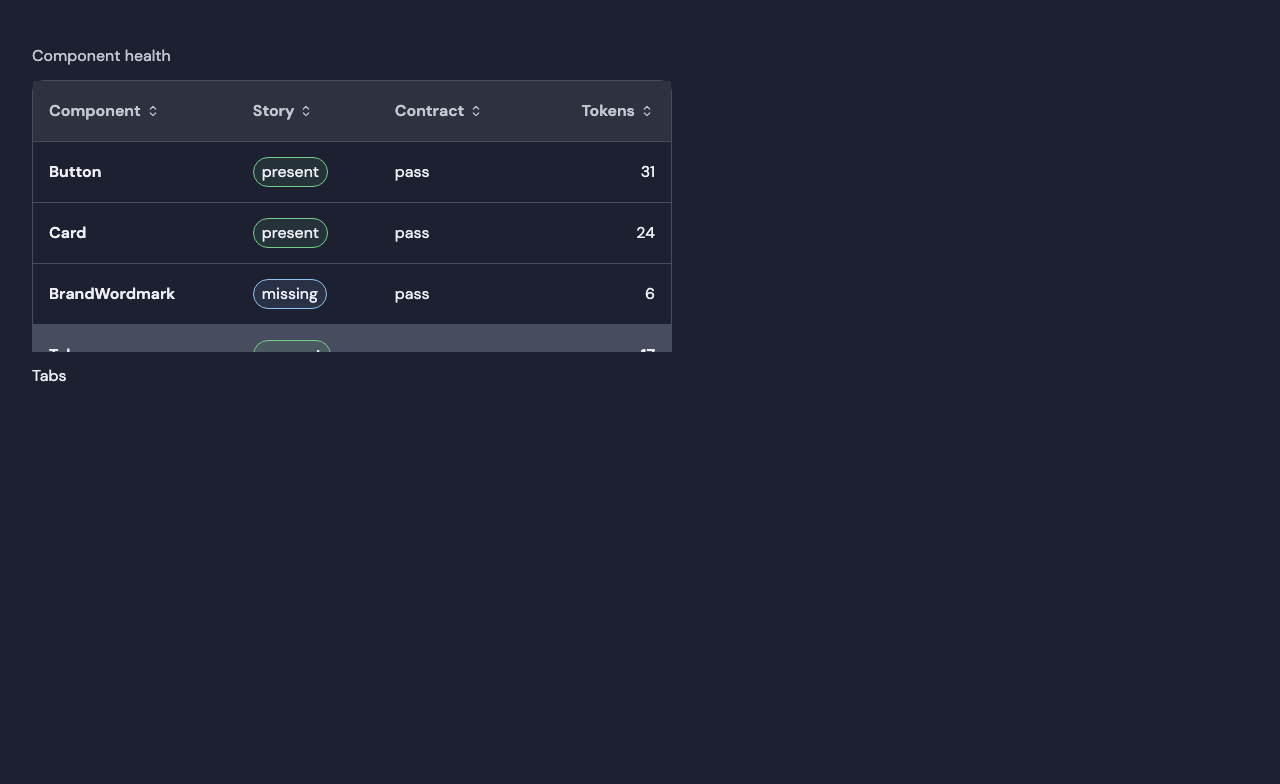 Component health
Component Story Contract Tokens
Button present pass 31
Card present pass 24
BrandWordmark missing pass 6
Tabs